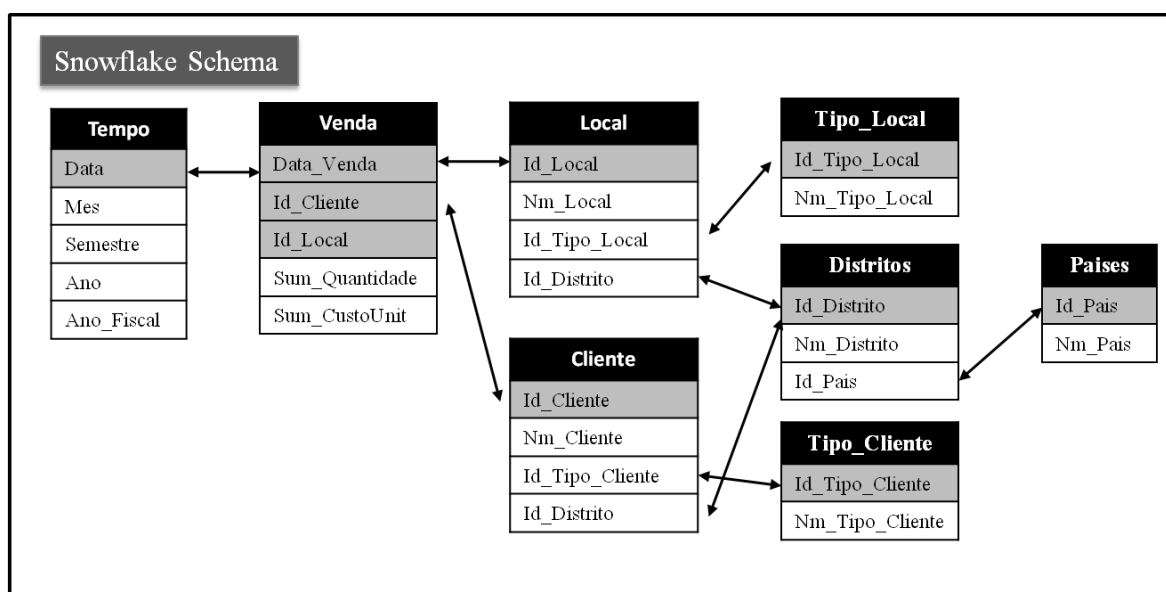 Snowflake Schema
Tempo
Data
Mes
Semestre
Ano
Ano_Fiscal
Venda
Data_Venda
Id_Cliente
Id_Local
Sum_Quantidade
Sum_CustoUnit
Local
Id_Local
Nm_Local
Id_Tipo_Local
Id_Distrito
Cliente
Id_Cliente
Nm_Cliente
Id_Tipo_Cliente
Id_Distrito
Tipo_Local
Id_Tipo_Local
Nm_Tipo_Local
Distritos
Id_Distrito
Nm_Distrito
Id_Pais
Tipo_Cliente
Id_Tipo_Cliente
Nm_Tipo_Cliente
Paises
Id_Pais
Nm_Pais